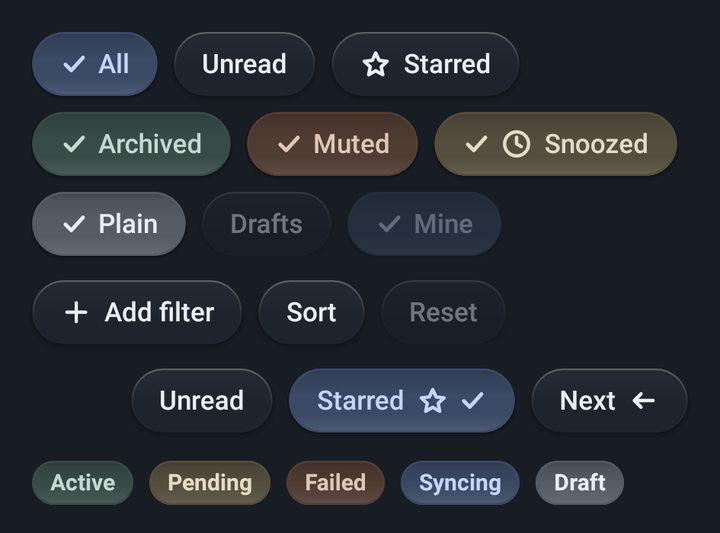 All Unread Starred
Archived Muted Snoozed
Plain Drafts Mine
Add filter Sort Reset
Unread Starred Next
Active Pending Failed Syncing Draft